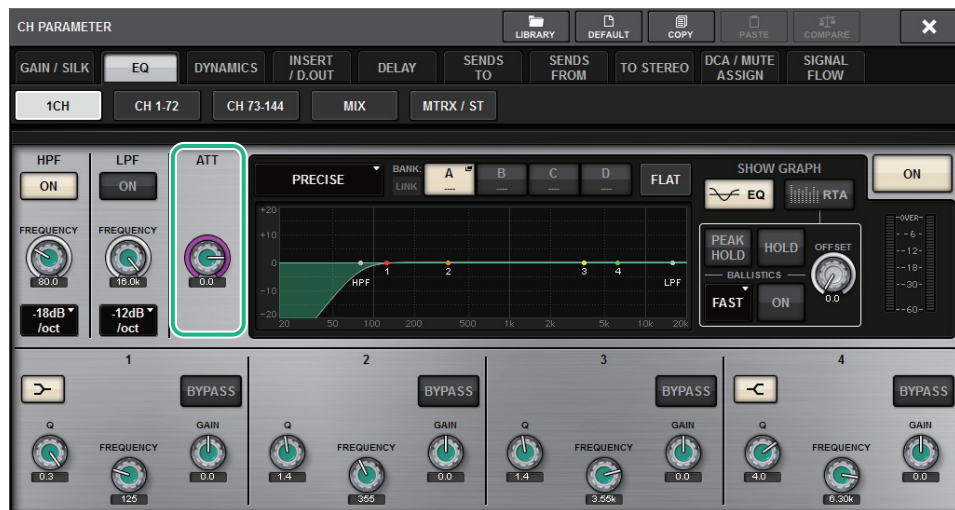 CH PARAMETER
LIBRARY DEFAULT COPY PASTE COMPARE
GAIN / SILK EQ DYNAMICS INSERT / D.OUT DELAY SENDS TO SENDS FROM TO STEREO DCA / MUTE ASSIGN SIGNAL FLOW
1CH CH 1-72 CH 73-144 MIX MTRX / ST
HPF LPF ATT
ON ON
PRECISE BANK: LINK A B C D FLAT
SHOW GRAPH
EQ RTA
ON
FREQUENCY FREQUENCY
80.0 16.0k 0.0
-18dB /oct -12dB /oct
+20
+10
0
-10
-20
HPF 1 2 3 4 LPF
20 50 100 200 500 1k 2k 5k 10k 20k
PEAK HOLD HOLD OFFSET
BALLISTICS
FAST ON 0.0
-OVER-
-6-
-12-
-18-
-30-
-60-
1 2 3 4
BYPASS BYPASS BYPASS BYPASS
Q FREQUENCY GAIN Q FREQUENCY GAIN Q FREQUENCY GAIN Q FREQUENCY GAIN
0.3 125 0.0 1.4 355 0.0 1.4 3.55k 0.0 4.0 6.30k 0.0